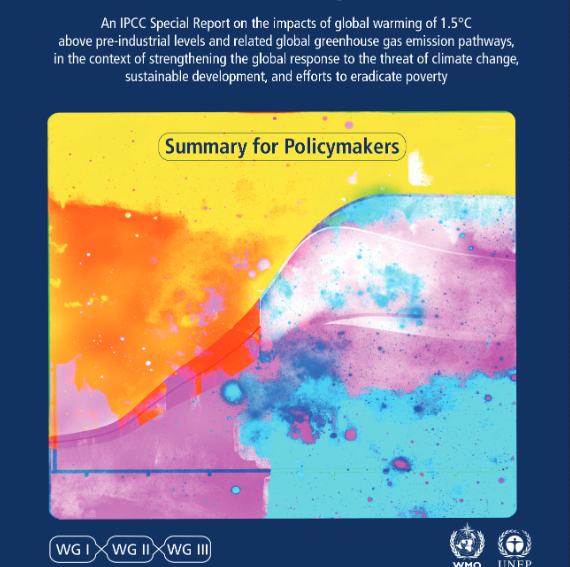 An IPCC Special Report on the impacts of global warming of 1.5°C
above pre-industrial levels and related global greenhouse gas emission pathways,
in the context of strengthening the global response to the threat of climate change,
sustainable development, and efforts to eradicate poverty
Summary for Policymakers
WG I WG II WG III
WMO UNEP